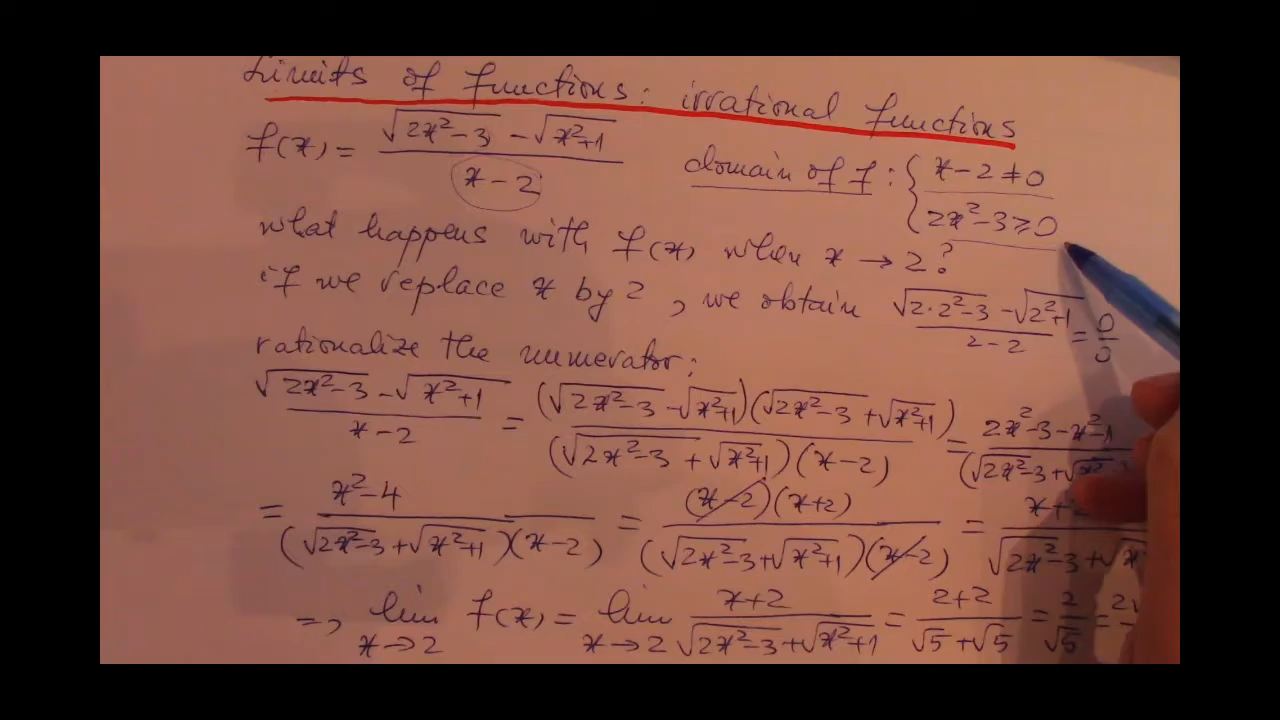 Limits of functions: irrational functions
f(x) = (√(2x²-3) - √(x²+1)) / (x-2)   domain of f: { x-2≠0
2x²-3≥0
what happens with f(x) when x → 2?
if we replace x by 2, we obtain (√(2·2²-3) - √(2²+1)) / (2-2) = 0/0
rationalize the numerator:
(√(2x²-3) - √(x²+1)) / (x-2) = (√(2x²-3) - √(x²+1))(√(2x²-3) + √(x²+1)) / (√(2x²-3) + √(x²+1))(x-2) = (2x²-3-x²-1) / (√(2x²-3) + √x²
= (x²-4) / (√(2x²-3) + √(x²+1))(x-2) = (x-2)(x+2) / (√(2x²-3) + √(x²+1))(x-2) = x+ / √(2x²-3) + √x
=> lim x→2 f(x) = lim x→2 (x+2) / (√(2x²-3) + √(x²+1)) = (2+2) / (√5+√5) = 2/√5 = 2